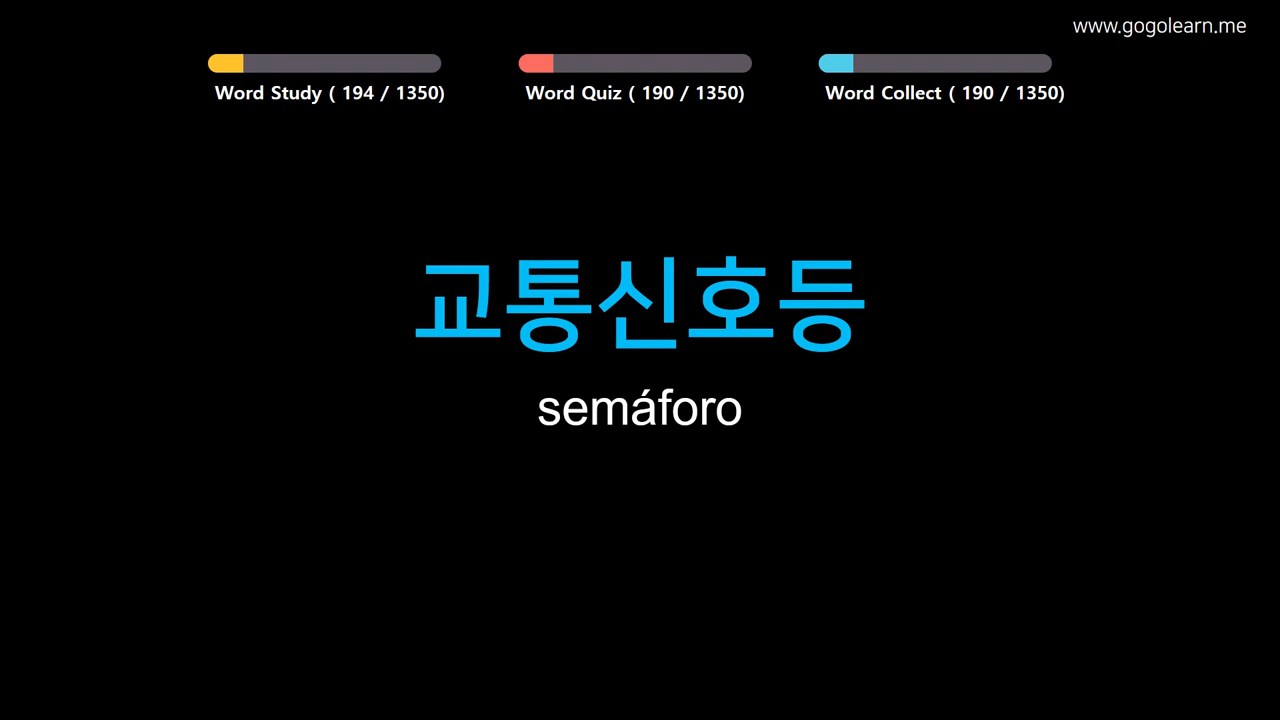 www.gogolearn.me
Word Study ( 194 / 1350)
Word Quiz ( 190 / 1350)
Word Collect ( 190 / 1350)
교통신호등
semáforo